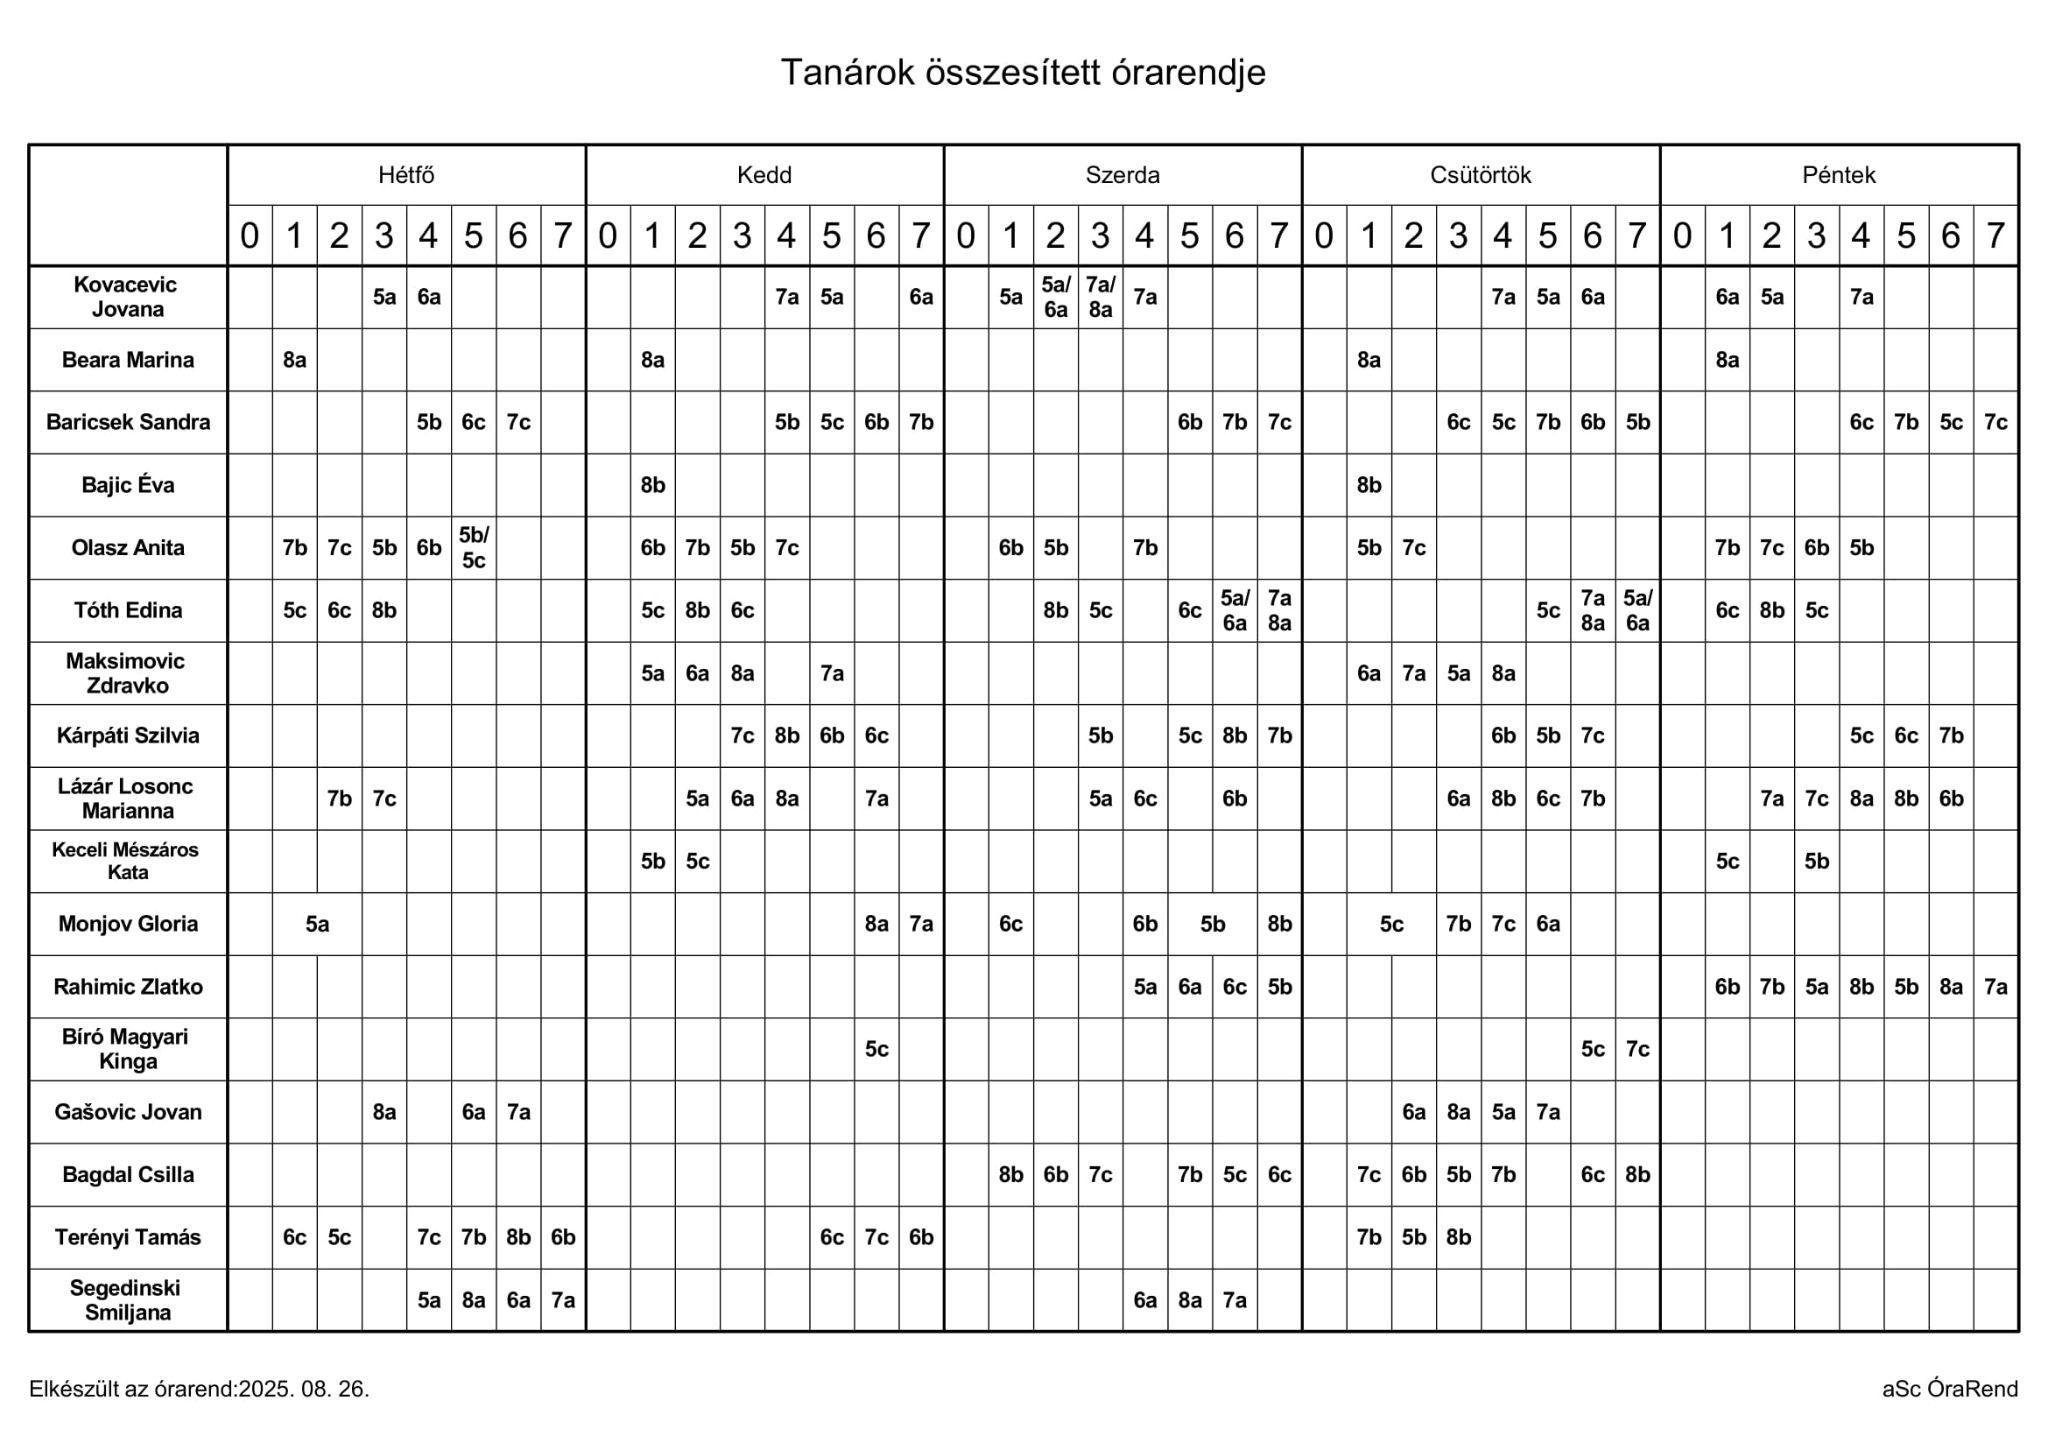 Tanárok összesített órarendje
Hétfő Kedd Szerda Csütörtök Péntek
0 1 2 3 4 5 6 7 0 1 2 3 4 5 6 7 0 1 2 3 4 5 6 7 0 1 2 3 4 5 6 7 0 1 2 3 4 5 6 7
Kovacevic
Jovana
5a 6a 7a 5a 6a 5a 5a/
6a 7a/
8a 7a 7a 5a 6a 6a 5a 7a
Beara Marina 8a 8a 8a 8a
Baricsek Sandra 5b 6c 7c 5b 5c 6b 7b 6b 7b 7c 6c 5c 7b 6b 5b 6c 7b 5c 7c
Bajic Éva 8b 8b
Olasz Anita 7b 7c 5b 6b 5b/
5c 6b 7b 5b 7c 6b 5b 7b 5b 7c 7b 7c 6b 5b
Tóth Edina 5c 6c 8b 5c 8b 6c 8b 5c 6c 5a/
6a 7a
8a 5c 7a
8a 5a/
6a 6c 8b 5c
Maksimovic
Zdravko
5a 6a 8a 7a 6a 7a 5a 8a
Kárpáti Szilvia 7c 8b 6b 6c 5b 5c 8b 7b 6b 5b 7c 5c 6c 7b
Lázár Losonc
Marianna
7b 7c 5a 6a 8a 7a 5a 6c 6b 6a 8b 6c 7b 7a 7c 8a 8b 6b
Keceli Mészáros
Kata
5b 5c 5c 5b
Monjov Gloria 5a 8a 7a 6c 6b 5b 8b 5c 7b 7c 6a
Rahimic Zlatko 5a 6a 6c 5b 6b 7b 5a 8b 5b 8a 7a
Bíró Magyari
Kinga
5c 5c 7c
Gašovic Jovan 8a 6a 7a 6a 8a 5a 7a
Bagdal Csilla 8b 6b 7c 7b 5c 6c 7c 6b 5b 7b 6c 8b
Terényi Tamás 6c 5c 7c 7b 8b 6b 6c 7c 6b 7b 5b 8b
Segedinski
Smiljana
5a 8a 6a 7a 6a 8a 7a
Elkészült az órarend:2025. 08. 26.
aSc ÓraRend